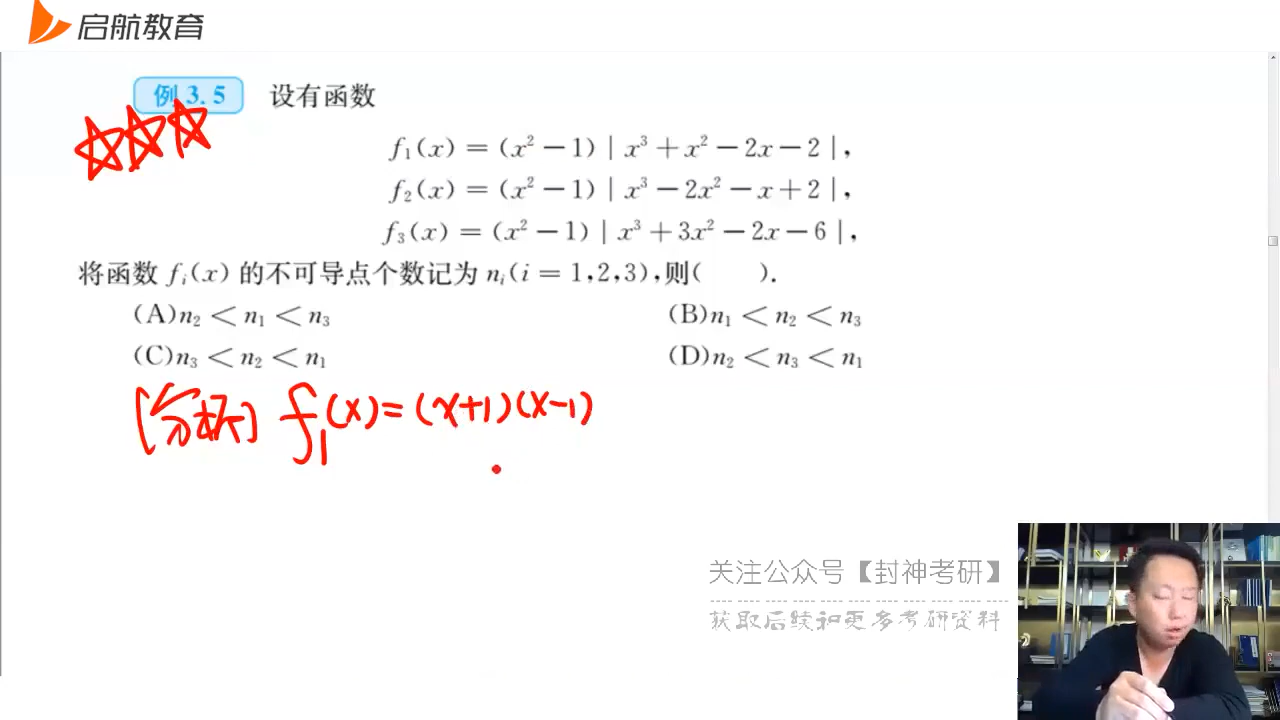 启航教育
例 3.5 设有函数
f₁(x) = (x² − 1) | x³ + x² − 2x − 2 |,
f₂(x) = (x² − 1) | x³ − 2x² − x + 2 |,
f₃(x) = (x² − 1) | x³ + 3x² − 2x − 6 |,
将函数 fᵢ(x) 的不可导点个数记为 nᵢ(i = 1,2,3),则( ).
(A)n₂ < n₁ < n₃ (B)n₁ < n₂ < n₃
(C)n₃ < n₂ < n₁ (D)n₂ < n₃ < n₁
[分析] f₁(x)=(x+1)(x-1)
关注公众号【封神考研】
获取后续和更多考研资料